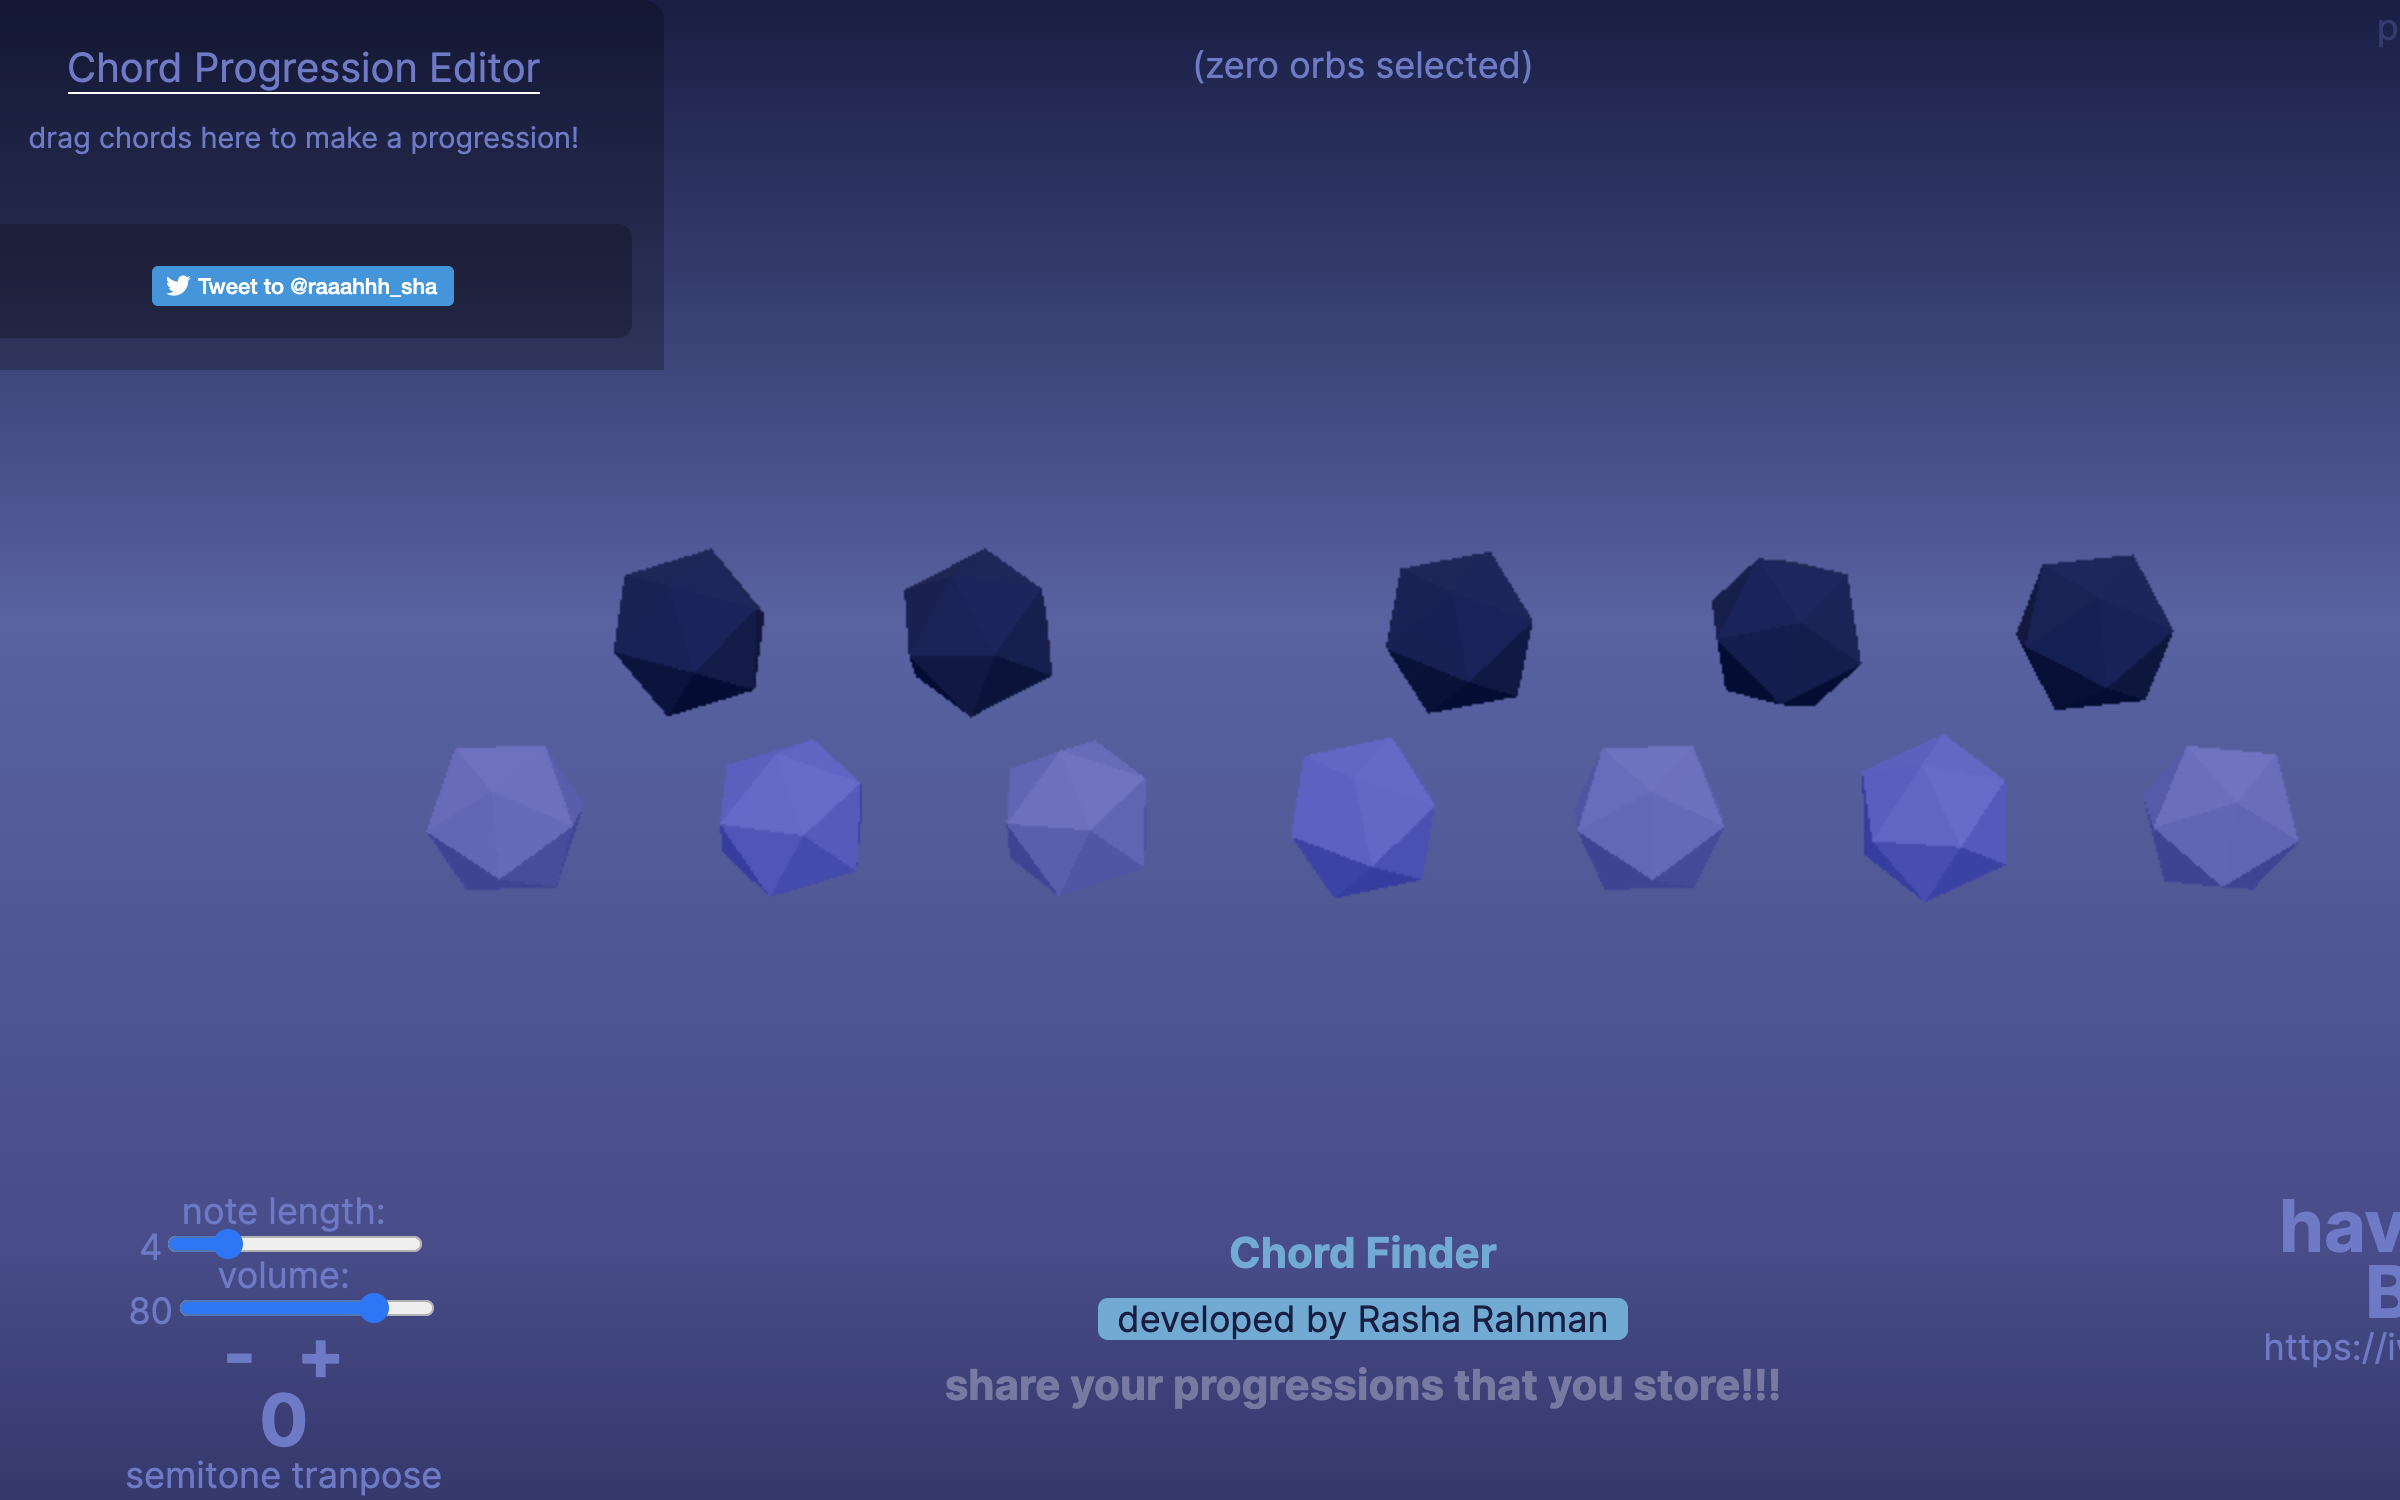 Chord Progression Editor
drag chords here to make a progression!
Tweet to @raaahhh_sha
(zero orbs selected)
note length:
4
volume:
80
- +
0
semitone tranpose
Chord Finder
developed by Rasha Rahman
share your progressions that you store!!!
https://